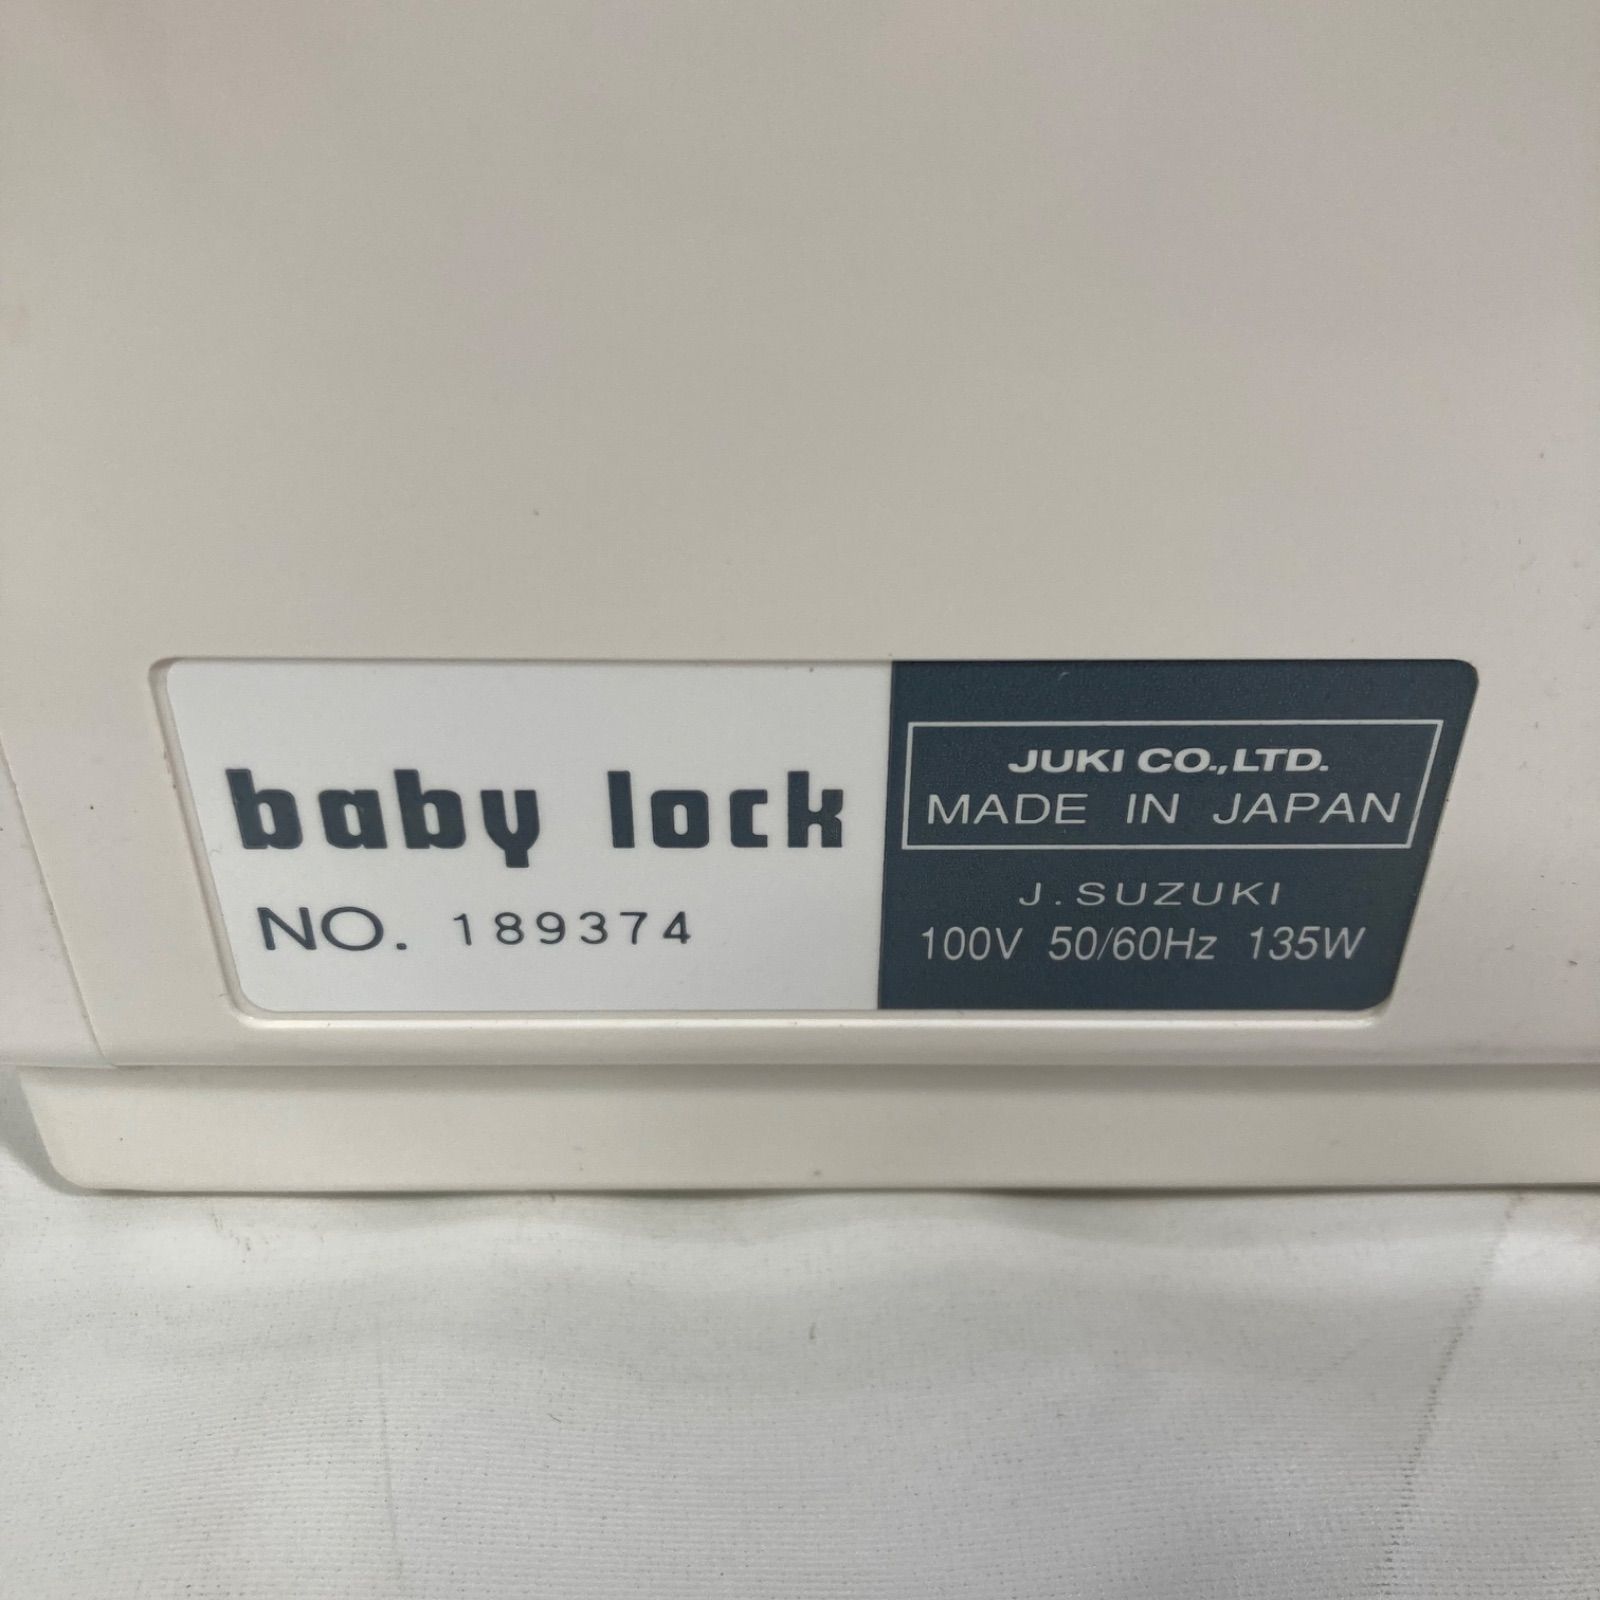 baby lock
NO. 189374
JUKI CO.,LTD.
MADE IN JAPAN
J.SUZUKI
100V 50/60Hz 135W